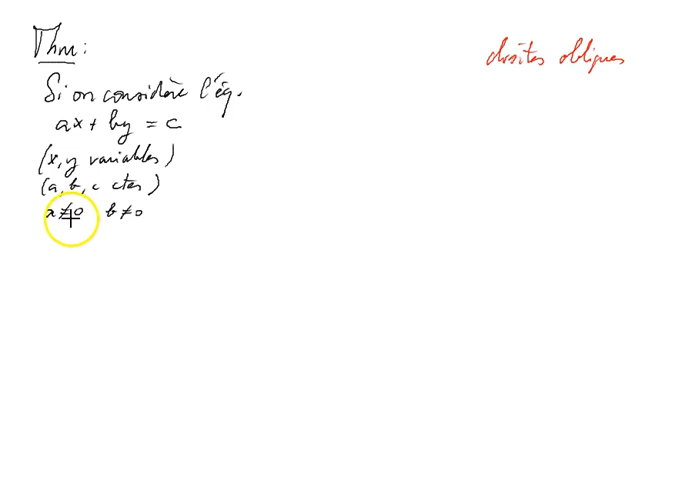 Thm:
droites obliques
Si on considère l'éq.
ax + by = c
(x, y variables)
(a, b, c ctes)
a ≠ 0 b ≠ 0